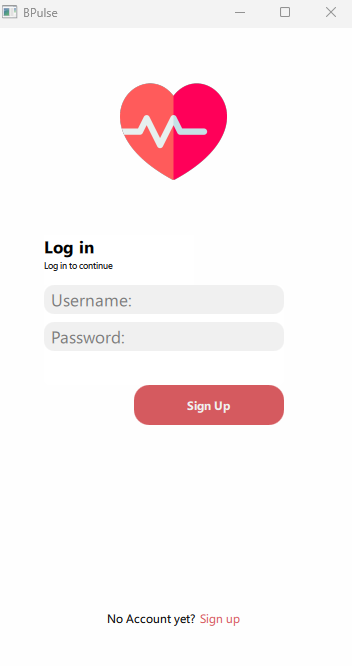 BPulse
Log in
Log in to continue
Username:
Password:
Sign Up
No Account yet? Sign up